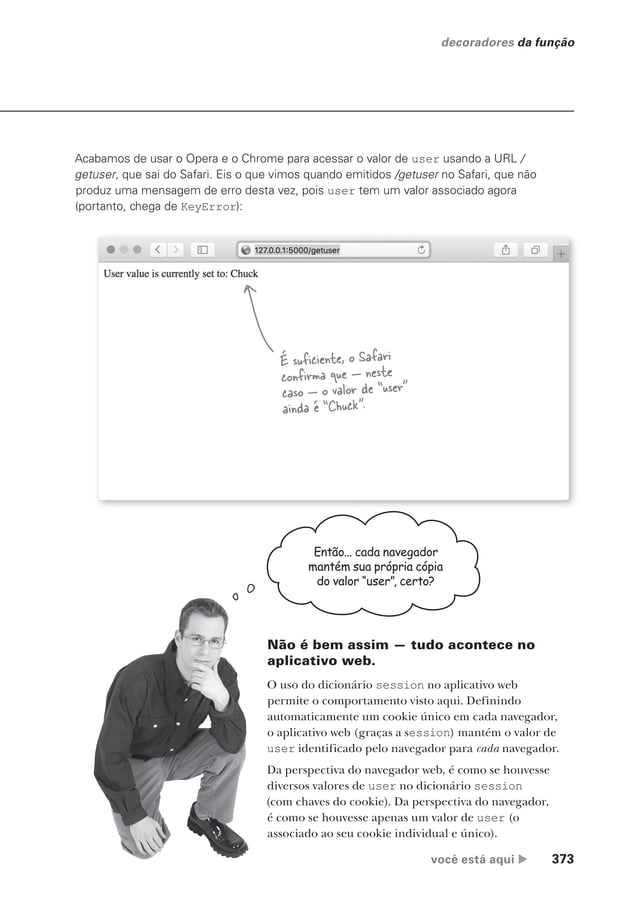 decoradores da função
Acabamos de usar o Opera e o Chrome para acessar o valor de user usando a URL /
getuser, que sai do Safari. Eis o que vimos quando emitidos /getuser no Safari, que não
produz uma mensagem de erro desta vez, pois user tem um valor associado agora
(portanto, chega de KeyError):
127.0.0.1:5000/getuser
User value is currently set to: Chuck
É suficiente, o Safari
confirma que — neste
caso — o valor de "user"
ainda é "Chuck".
Então... cada navegador
mantém sua própria cópia
do valor "user", certo?
Não é bem assim — tudo acontece no
aplicativo web.
O uso do dicionário session no aplicativo web
permite o comportamento visto aqui. Definindo
automaticamente um cookie único em cada navegador,
o aplicativo web (graças a session) mantém o valor de
user identificado pelo navegador para cada navegador.
Da perspectiva do navegador web, é como se houvesse
diversos valores de user no dicionário session
(com chaves do cookie). Da perspectiva do navegador,
é como se houvesse apenas um valor de user (o
associado ao seu cookie individual e único).
você está aqui ▶ 373